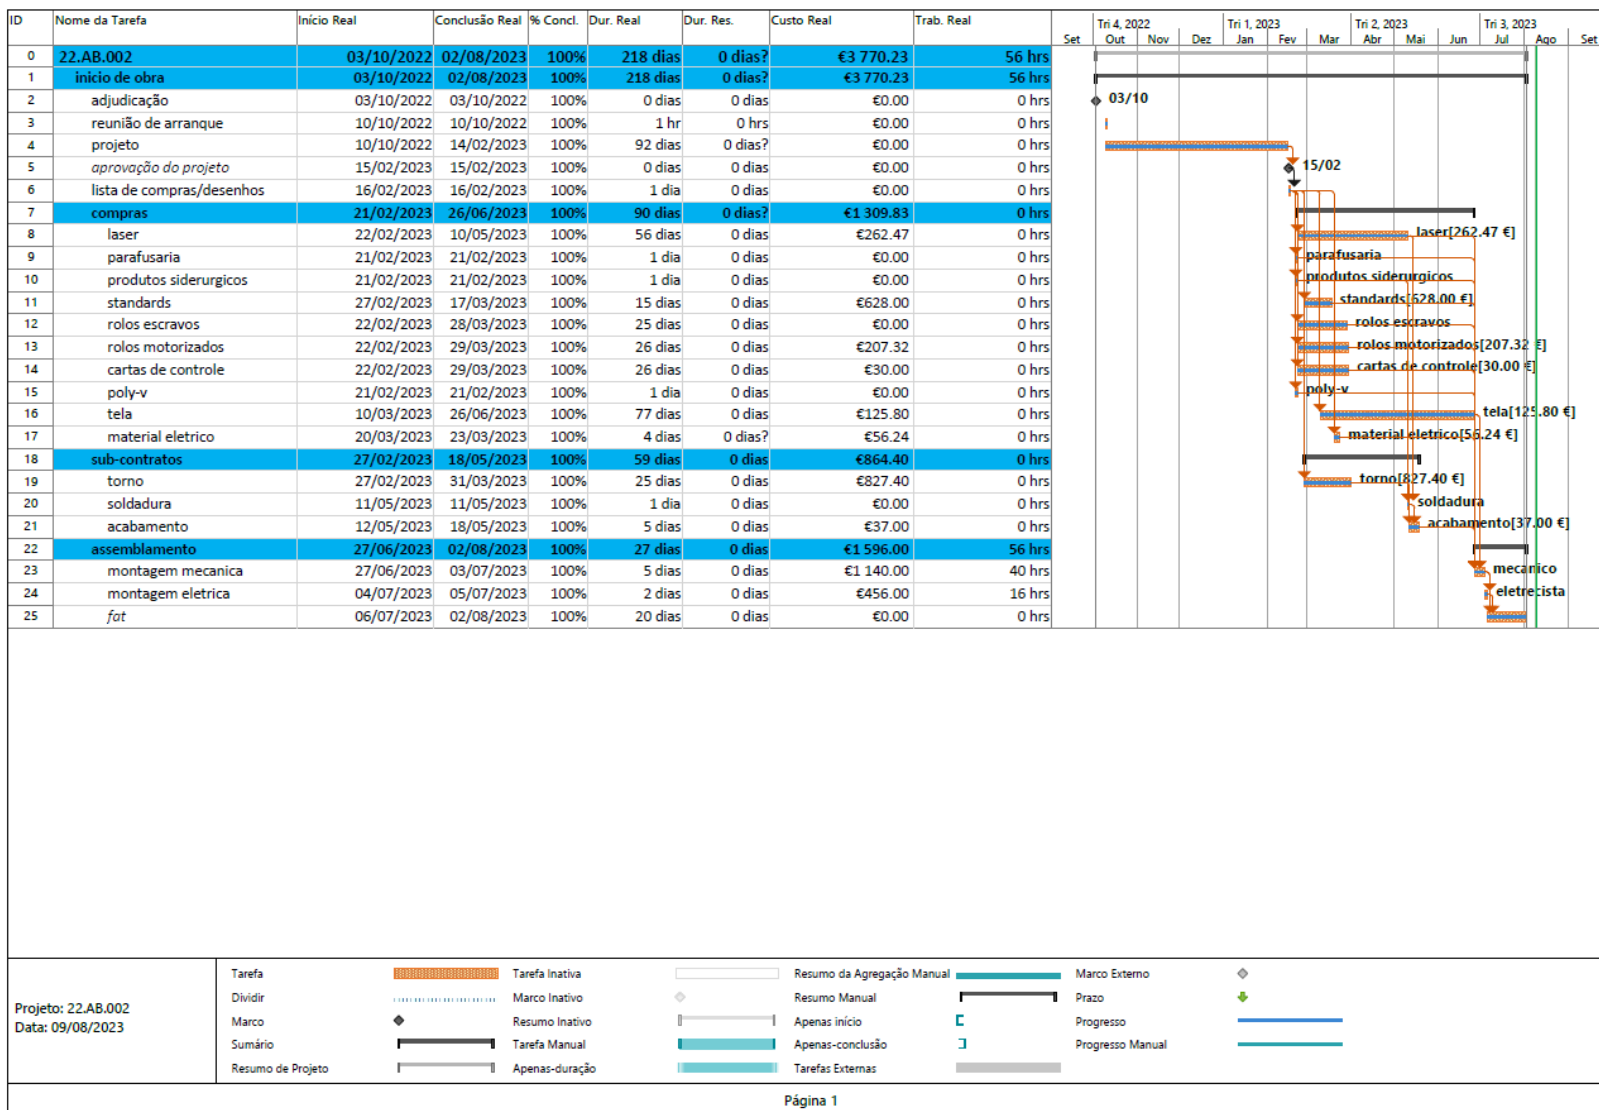 ID Nome da Tarefa Início Real Conclusão Real % Concl. Dur. Real Dur. Res. Custo Real Trab. Real
Tri 4, 2022 Tri 1, 2023 Tri 2, 2023 Tri 3, 2023
Set Out Nov Dez Jan Fev Mar Abr Mai Jun Jul Ago Set
0 22.AB.002 03/10/2022 02/08/2023 100% 218 dias 0 dias? €3 770.23 56 hrs
1 inicio de obra 03/10/2022 02/08/2023 100% 218 dias 0 dias? €3 770.23 56 hrs
2 adjudicação 03/10/2022 03/10/2022 100% 0 dias 0 dias €0.00 0 hrs 03/10
3 reunião de arranque 10/10/2022 10/10/2022 100% 1 hr 0 hrs €0.00 0 hrs
4 projeto 10/10/2022 14/02/2023 100% 92 dias 0 dias? €0.00 0 hrs
5 aprovação do projeto 15/02/2023 15/02/2023 100% 0 dias 0 dias €0.00 0 hrs 15/02
6 lista de compras/desenhos 16/02/2023 16/02/2023 100% 1 dia 0 dias €0.00 0 hrs
7 compras 21/02/2023 26/06/2023 100% 90 dias 0 dias? €1 309.83 0 hrs
8 laser 22/02/2023 10/05/2023 100% 56 dias 0 dias €262.47 0 hrs laser[262.47 €]
9 parafusaria 21/02/2023 21/02/2023 100% 1 dia 0 dias €0.00 0 hrs parafusaria
10 produtos siderurgicos 21/02/2023 21/02/2023 100% 1 dia 0 dias €0.00 0 hrs produtos siderurgicos
11 standards 27/02/2023 17/03/2023 100% 15 dias 0 dias €628.00 0 hrs standards[628.00 €]
12 rolos escravos 22/02/2023 28/03/2023 100% 25 dias 0 dias €0.00 0 hrs rolos escravos
13 rolos motorizados 22/02/2023 29/03/2023 100% 26 dias 0 dias €207.32 0 hrs rolos motorizados[207.32 €]
14 cartas de controle 22/02/2023 29/03/2023 100% 26 dias 0 dias €30.00 0 hrs cartas de controle[30.00 €]
15 poly-v 21/02/2023 21/02/2023 100% 1 dia 0 dias €0.00 0 hrs poly-v
16 tela 10/03/2023 26/06/2023 100% 77 dias 0 dias €125.80 0 hrs tela[125.80 €]
17 material eletrico 20/03/2023 23/03/2023 100% 4 dias 0 dias? €56.24 0 hrs material eletrico[56.24 €]
18 sub-contratos 27/02/2023 18/05/2023 100% 59 dias 0 dias €864.40 0 hrs
19 torno 27/02/2023 31/03/2023 100% 25 dias 0 dias €827.40 0 hrs torno[827.40 €]
20 soldadura 11/05/2023 11/05/2023 100% 1 dia 0 dias €0.00 0 hrs soldadura
21 acabamento 12/05/2023 18/05/2023 100% 5 dias 0 dias €37.00 0 hrs acabamento[37.00 €]
22 assemblamento 27/06/2023 02/08/2023 100% 27 dias 0 dias €1 596.00 56 hrs
23 montagem mecanica 27/06/2023 03/07/2023 100% 5 dias 0 dias €1 140.00 40 hrs mecanico
24 montagem eletrica 04/07/2023 05/07/2023 100% 2 dias 0 dias €456.00 16 hrs eletrecista
25 fat 06/07/2023 02/08/2023 100% 20 dias 0 dias €0.00 0 hrs
Projeto: 22.AB.002
Data: 09/08/2023
Tarefa Tarefa Inativa Resumo da Agregação Manual Marco Externo
Dividir Marco Inativo Resumo Manual Prazo
Marco Resumo Inativo Apenas início Progresso
Sumário Tarefa Manual Apenas-conclusão Progresso Manual
Resumo de Projeto Apenas-duração Tarefas Externas
Página 1